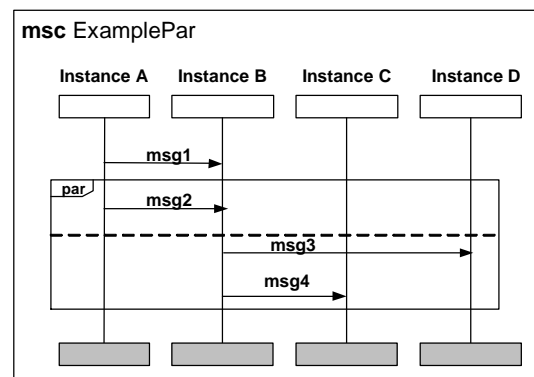 msc ExamplePar
Instance A Instance B Instance C Instance D
msg1
par
msg2
msg3
msg4